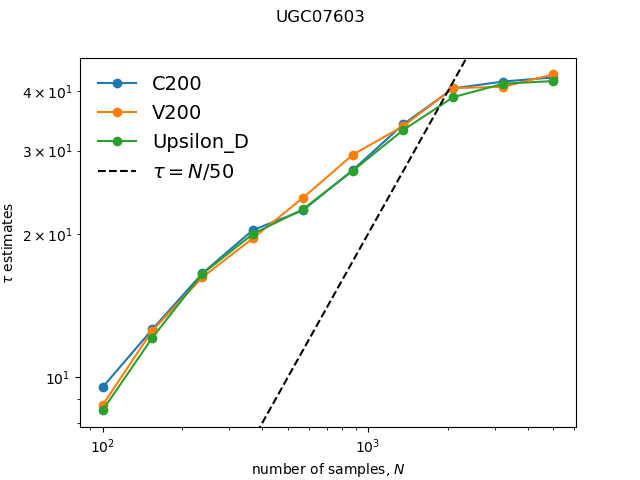 UGC07603
C200
V200
Upsilon_D
τ = N/50
4 × 10¹
3 × 10¹
2 × 10¹
10¹
τ estimates
10²
10³
number of samples, N